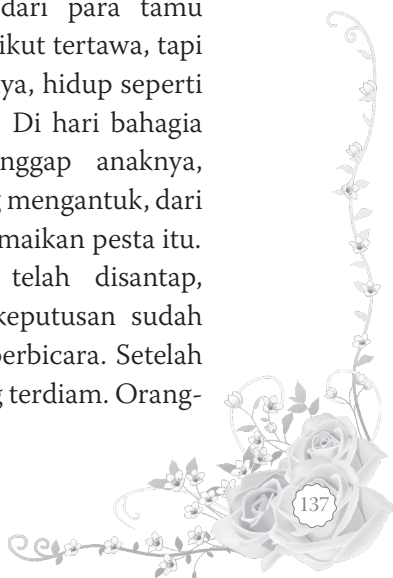 dari para tamu
ikut tertawa, tapi
ya, hidup seperti
Di hari bahagia
nggap anaknya,
g mengantuk, dari
maikan pesta itu.
telah disantap,
keputusan sudah
berbicara. Setelah
g terdiam. Orang-
137